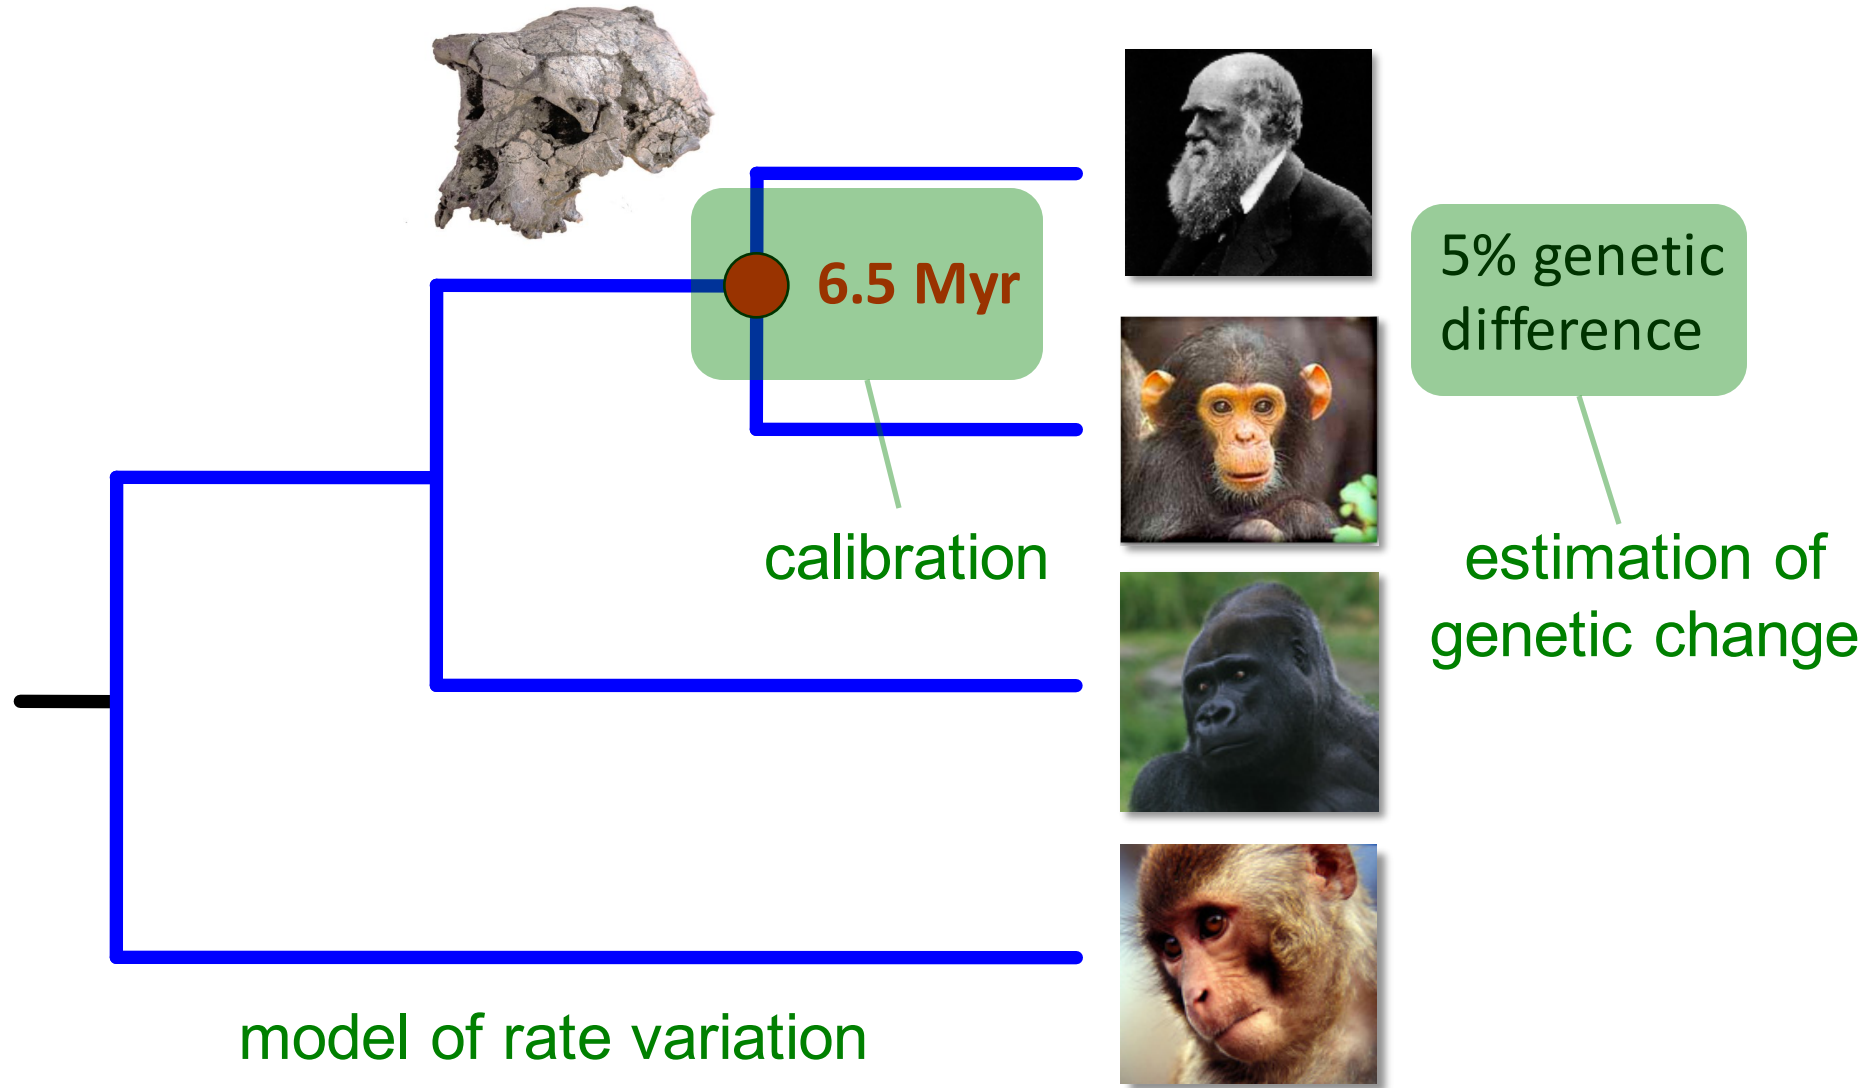 6.5 Myr
5% genetic
difference
calibration
estimation of
genetic change
model of rate variation